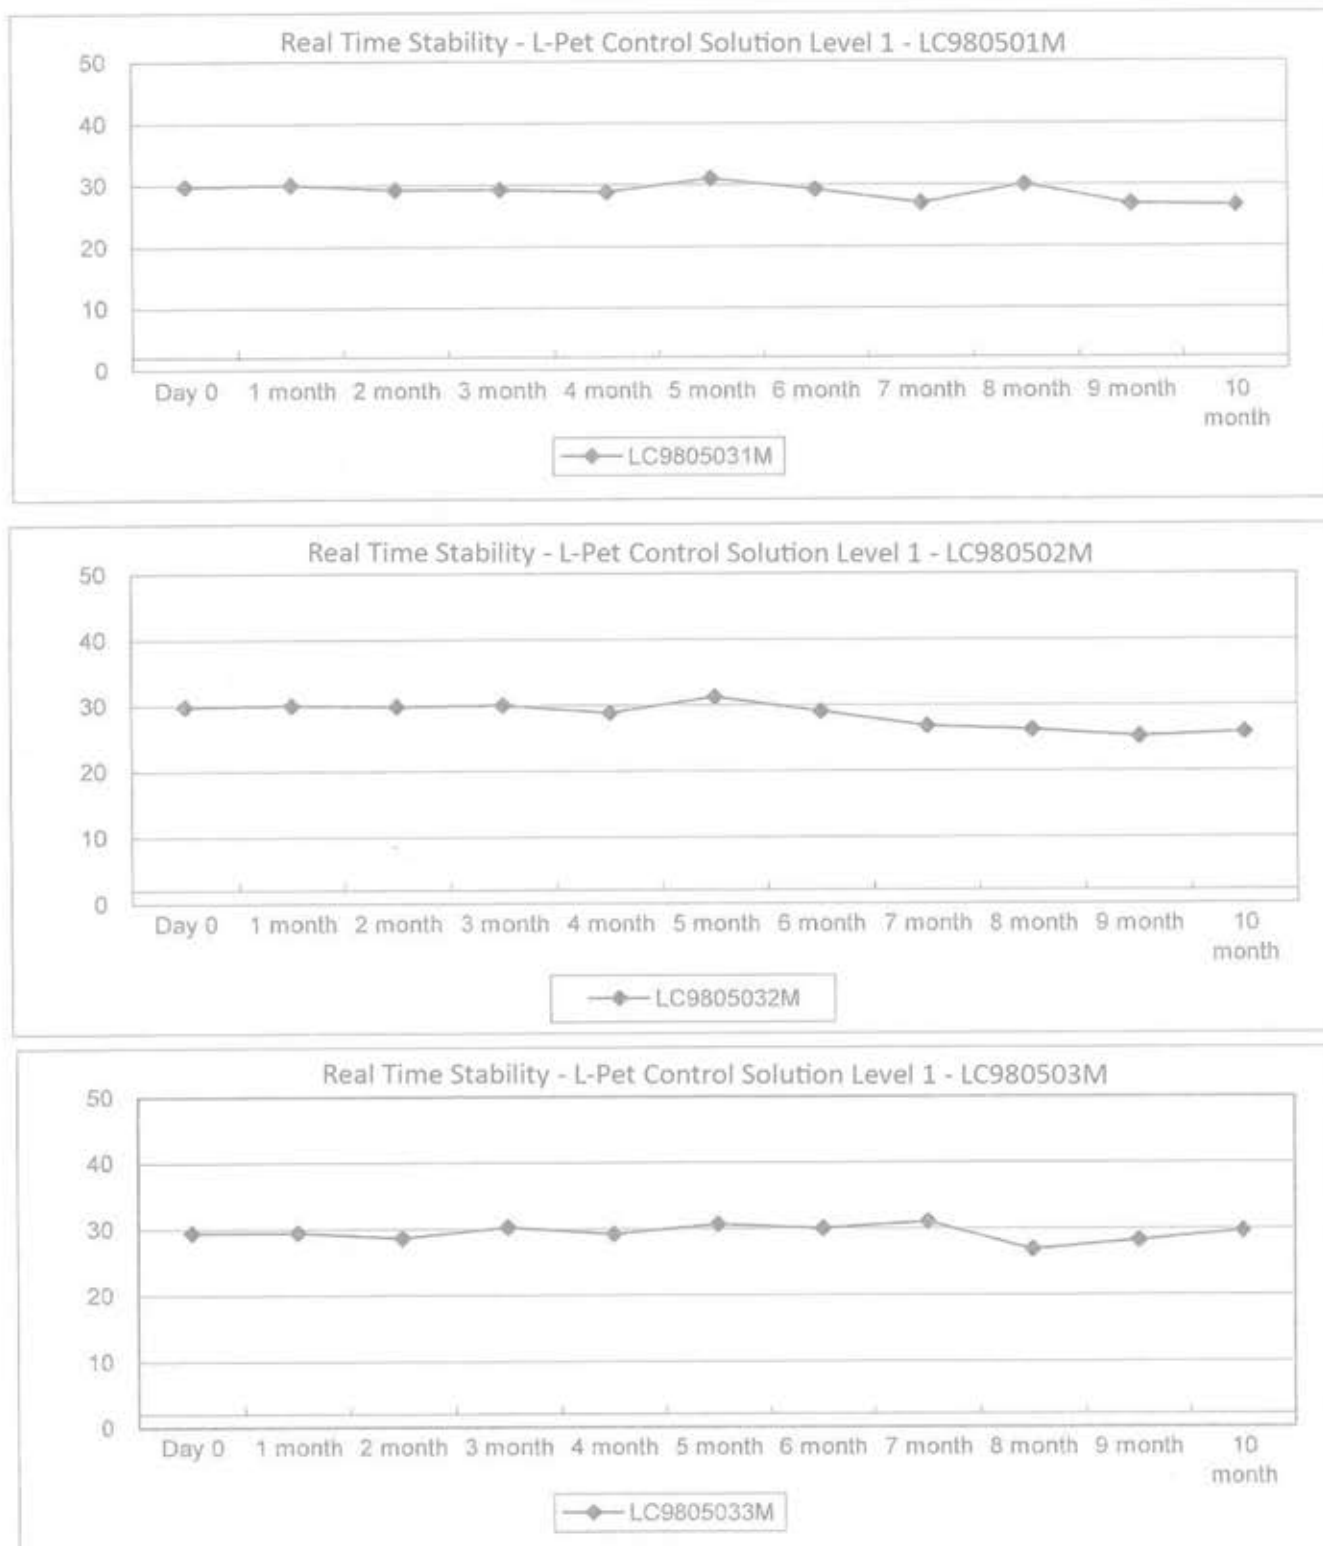 Real Time Stability - L-Pet Control Solution Level 1 - LC980501M
50
40
30
20
10
0
Day 0 1 month 2 month 3 month 4 month 5 month 6 month 7 month 8 month 9 month 10 month
LC9805031M
Real Time Stability - L-Pet Control Solution Level 1 - LC980502M
50
40
30
20
10
0
Day 0 1 month 2 month 3 month 4 month 5 month 6 month 7 month 8 month 9 month 10 month
LC9805032M
Real Time Stability - L-Pet Control Solution Level 1 - LC980503M
50
40
30
20
10
0
Day 0 1 month 2 month 3 month 4 month 5 month 6 month 7 month 8 month 9 month 10 month
LC9805033M